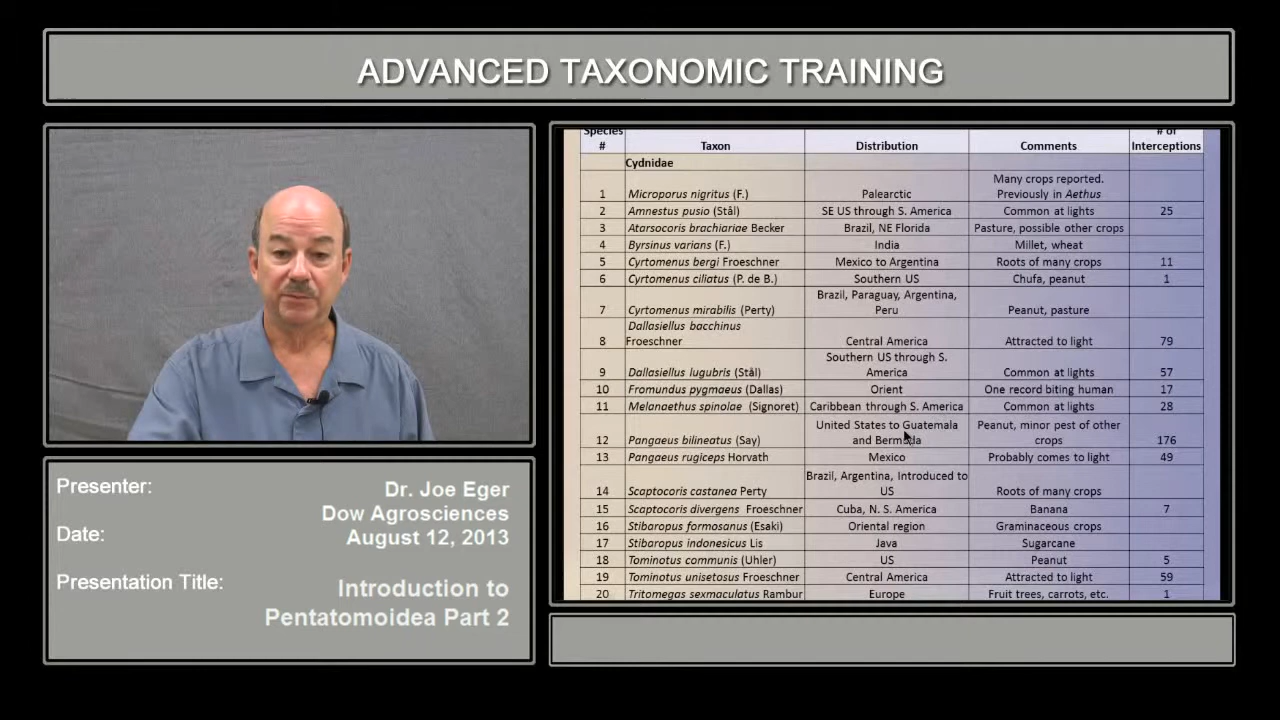 ADVANCED TAXONOMIC TRAINING
Presenter: Dr. Joe Eger
Dow Agrosciences
Date: August 12, 2013
Presentation Title: Introduction to
Pentatomoidea Part 2
Species # Taxon Distribution Comments # of Interceptions
Cydnidae
1 Microporus nigritus (F.) Palearctic Many crops reported. Previously in Aethus
2 Amnestus pusio (Stål) SE US through S. America Common at lights 25
3 Atarsocoris brachiariae Becker Brazil, NE Florida Pasture, possible other crops
4 Byrsinus varians (F.) India Millet, wheat
5 Cyrtomenus bergi Froeschner Mexico to Argentina Roots of many crops 11
6 Cyrtomenus ciliatus (P. de B.) Southern US Chufa, peanut 1
7 Cyrtomenus mirabilis (Perty) Brazil, Paraguay, Argentina, Peru Peanut, pasture
8 Dallasiellus bacchinus Froeschner Central America Attracted to light 79
9 Dallasiellus lugubris (Stål) Southern US through S. America Common at lights 57
10 Fromundus pygmaeus (Dallas) Orient One record biting human 17
11 Melanaethus spinolae (Signoret) Caribbean through S. America Common at lights 28
12 Pangaeus bilineatus (Say) United States to Guatemala and Bermuda Peanut, minor pest of other crops 176
13 Pangaeus rugiceps Horvath Mexico Probably comes to light 49
14 Scaptocoris castanea Perty Brazil, Argentina, Introduced to US Roots of many crops
15 Scaptocoris divergens Froeschner Cuba, N. S. America Banana 7
16 Stibaropus formosanus (Esaki) Oriental region Graminaceous crops
17 Stibaropus indonesicus Lis Java Sugarcane
18 Tominotus communis (Uhler) US Peanut 5
19 Tominotus unisetosus Froeschner Central America Attracted to light 59
20 Tritomegas sexmaculatus Rambur Europe Fruit trees, carrots, etc. 1